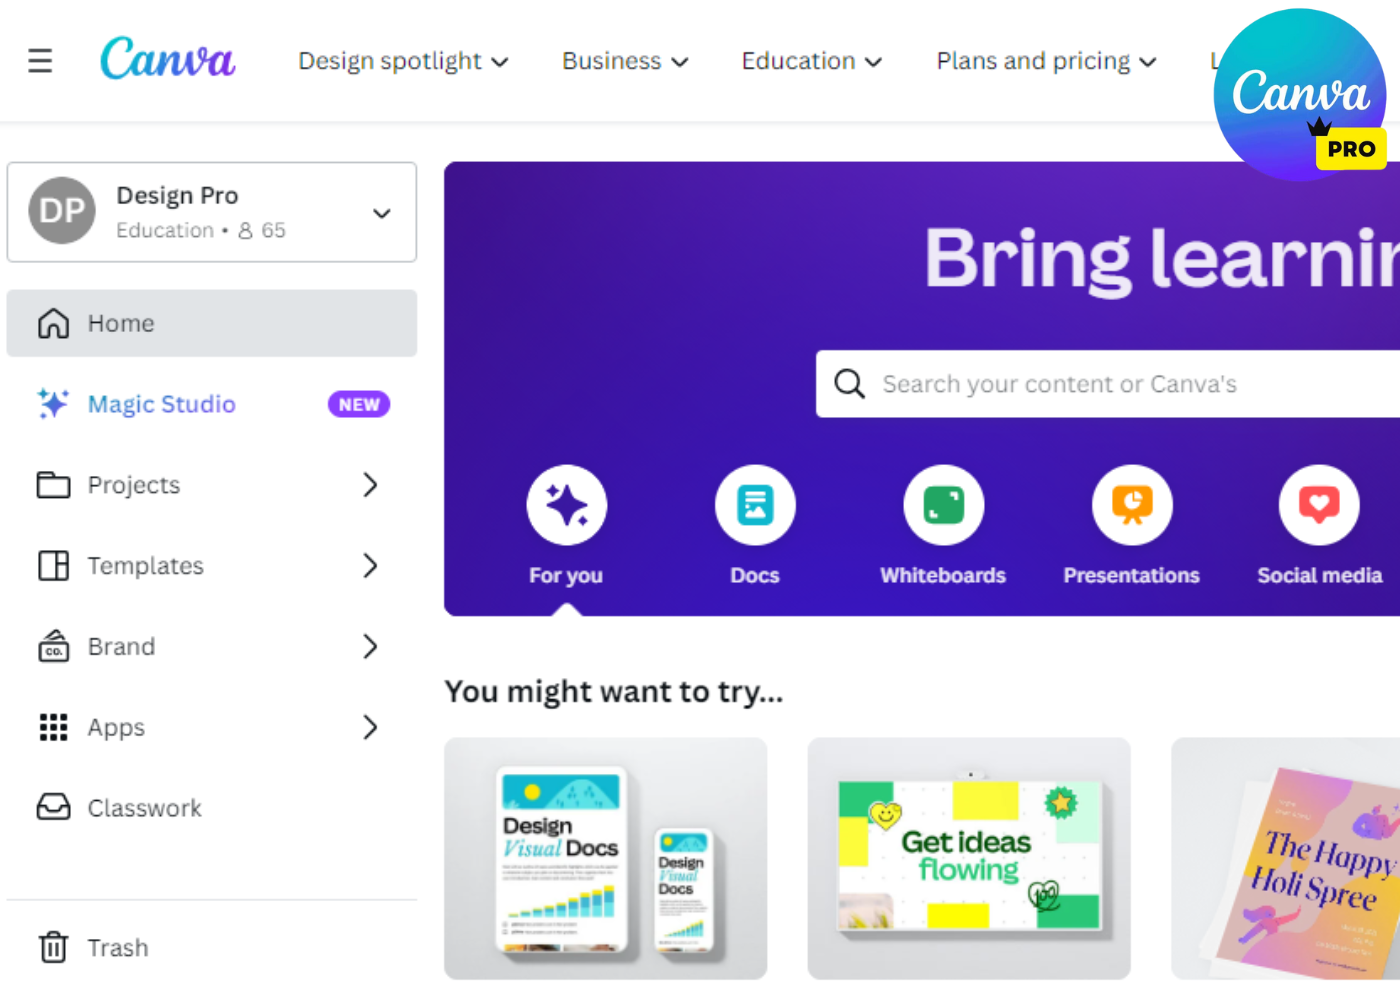 Canva
Design spotlight
Business
Education
Plans and pricing
L
Canva
PRO
DP
Design Pro
Education • 65
Home
Magic Studio
NEW
Projects
Templates
CO.
Brand
Apps
Classwork
Trash
Bring learnin
Search your content or Canva's
For you
Docs
Whiteboards
Presentations
Social media
You might want to try...
Design
Visual Docs
Design
Visual
Docs
Get ideas
flowing
100
The Happy
Holi Spree